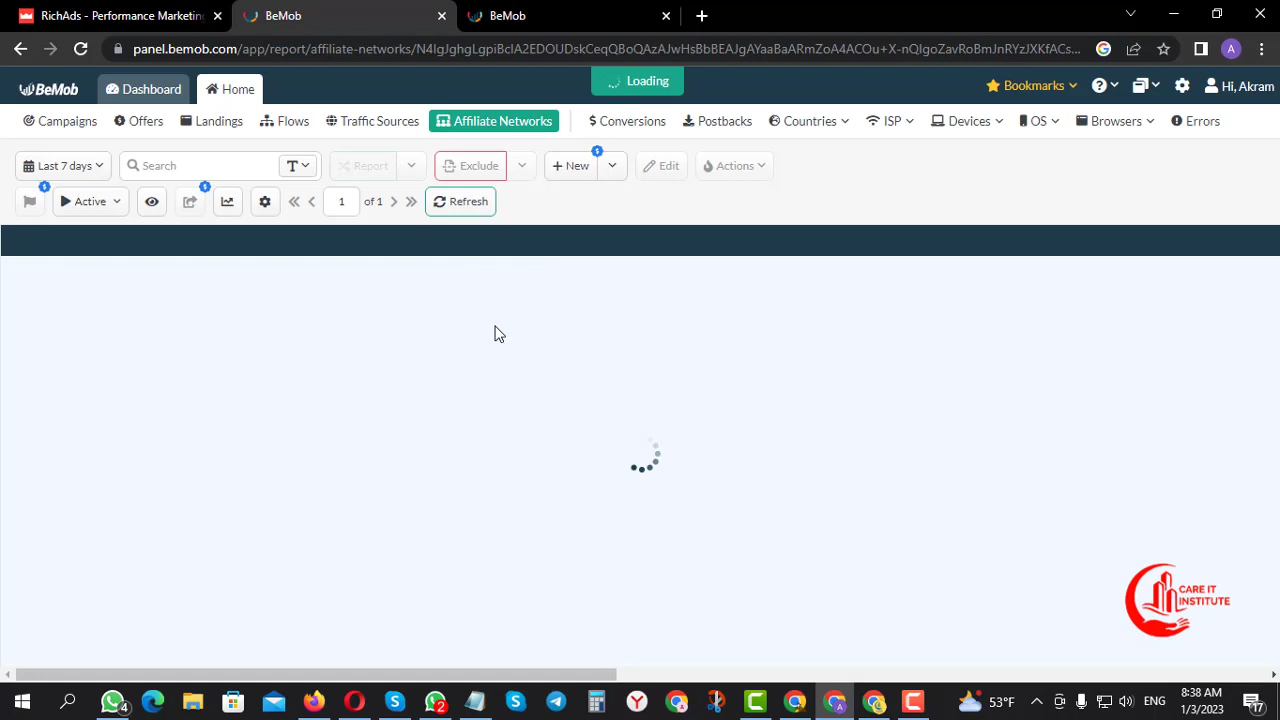 RichAds - Performance Marketing
BeMob
BeMob
panel.bemob.com/app/report/affiliate-networks/
BeMob
Dashboard
Home
Loading
Bookmarks
Hi, Akram
Campaigns
Offers
Landings
Flows
Traffic Sources
Affiliate Networks
Conversions
Postbacks
Countries
ISP
Devices
OS
Browsers
Errors
Last 7 days
Search
T
Report
Exclude
New
Edit
Actions
Active
1
of 1
Refresh
CARE IT
INSTITUTE
4
2
53°F
ENG
8:38 AM
1/3/2023
17